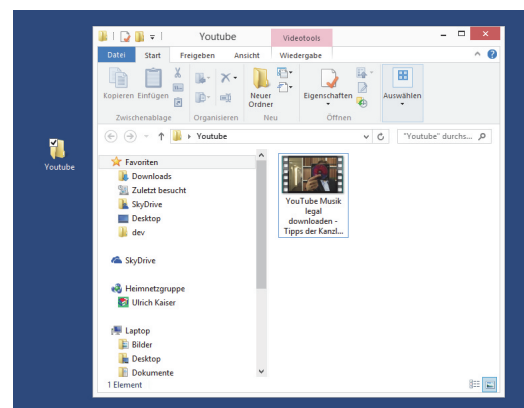 Youtube
Videotools
Datei Start Freigeben Ansicht Wiedergabe
Kopieren Einfügen
Neuer
Ordner
Eigenschaften
Auswählen
Zwischenablage Organisieren Neu Öffnen
Youtube
"Youtube" durchs...
Youtube
Favoriten
Downloads
Zuletzt besucht
SkyDrive
Desktop
dev
SkyDrive
Heimnetzgruppe
Ulrich Kaiser
Laptop
Bilder
Desktop
Dokumente
YouTube Musik
legal
downloaden -
Tipps der Kanzl...
1 Element